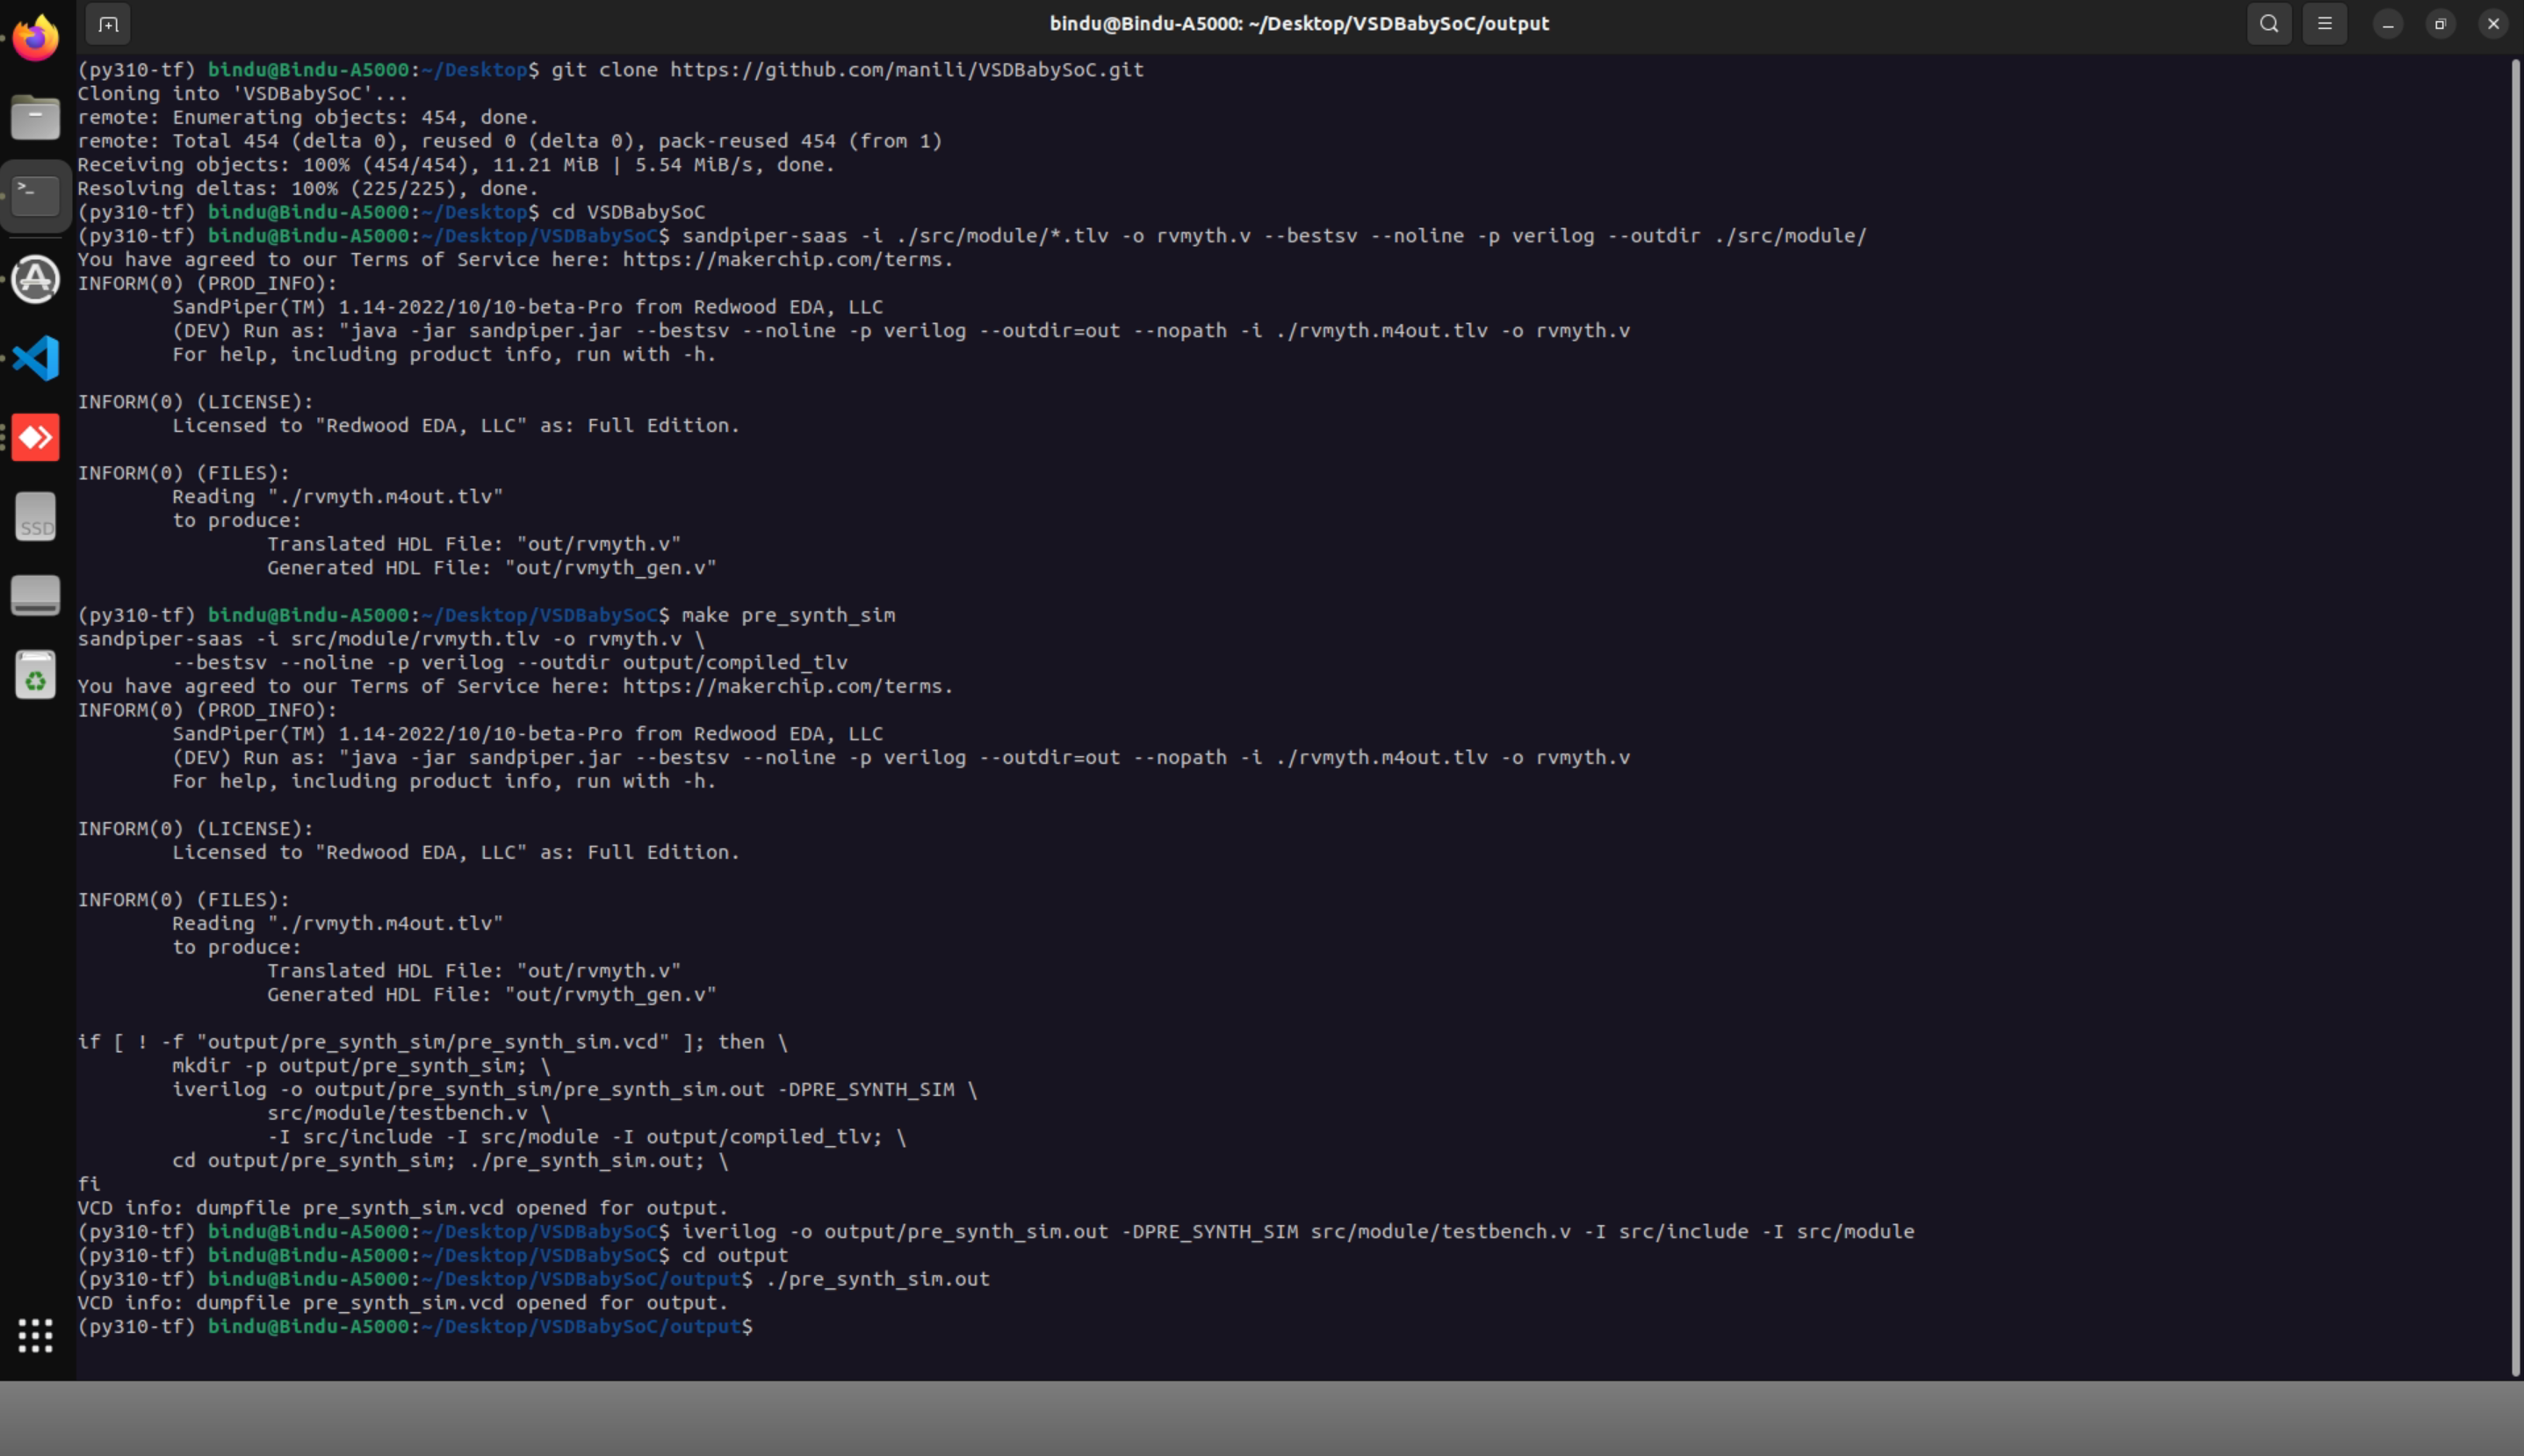 bindu@Bindu-A5000: ~/Desktop/VSDBabySoC/output
(py310-tf) bindu@Bindu-A5000:~/Desktop$ git clone https://github.com/manili/VSDBabySoC.git
Cloning into 'VSDBabySoC'...
remote: Enumerating objects: 454, done.
remote: Total 454 (delta 0), reused 0 (delta 0), pack-reused 454 (from 1)
Receiving objects: 100% (454/454), 11.21 MiB | 5.54 MiB/s, done.
Resolving deltas: 100% (225/225), done.
(py310-tf) bindu@Bindu-A5000:~/Desktop$ cd VSDBabySoC
(py310-tf) bindu@Bindu-A5000:~/Desktop/VSDBabySoC$ sandpiper-saas -i ./src/module/*.tlv -o rvmyth.v --bestsv --noline -p verilog --outdir ./src/module/
You have agreed to our Terms of Service here: https://makerchip.com/terms.
INFORM(0) (PROD_INFO):
        SandPiper(TM) 1.14-2022/10/10-beta-Pro from Redwood EDA, LLC
        (DEV) Run as: "java -jar sandpiper.jar --bestsv --noline -p verilog --outdir=out --nopath -i ./rvmyth.m4out.tlv -o rvmyth.v
        For help, including product info, run with -h.
INFORM(0) (LICENSE):
        Licensed to "Redwood EDA, LLC" as: Full Edition.
INFORM(0) (FILES):
        Reading "./rvmyth.m4out.tlv"
        to produce:
                Translated HDL File: "out/rvmyth.v"
                Generated HDL File: "out/rvmyth_gen.v"
(py310-tf) bindu@Bindu-A5000:~/Desktop/VSDBabySoC$ make pre_synth_sim
sandpiper-saas -i src/module/rvmyth.tlv -o rvmyth.v \
        --bestsv --noline -p verilog --outdir output/compiled_tlv
You have agreed to our Terms of Service here: https://makerchip.com/terms.
INFORM(0) (PROD_INFO):
        SandPiper(TM) 1.14-2022/10/10-beta-Pro from Redwood EDA, LLC
        (DEV) Run as: "java -jar sandpiper.jar --bestsv --noline -p verilog --outdir=out --nopath -i ./rvmyth.m4out.tlv -o rvmyth.v
        For help, including product info, run with -h.
INFORM(0) (LICENSE):
        Licensed to "Redwood EDA, LLC" as: Full Edition.
INFORM(0) (FILES):
        Reading "./rvmyth.m4out.tlv"
        to produce:
                Translated HDL File: "out/rvmyth.v"
                Generated HDL File: "out/rvmyth_gen.v"
if [ ! -f "output/pre_synth_sim/pre_synth_sim.vcd" ]; then \
        mkdir -p output/pre_synth_sim; \
        iverilog -o output/pre_synth_sim/pre_synth_sim.out -DPRE_SYNTH_SIM \
                src/module/testbench.v \
                -I src/include -I src/module -I output/compiled_tlv; \
        cd output/pre_synth_sim; ./pre_synth_sim.out; \
fi
VCD info: dumpfile pre_synth_sim.vcd opened for output.
(py310-tf) bindu@Bindu-A5000:~/Desktop/VSDBabySoC$ iverilog -o output/pre_synth_sim.out -DPRE_SYNTH_SIM src/module/testbench.v -I src/include -I src/module
(py310-tf) bindu@Bindu-A5000:~/Desktop/VSDBabySoC$ cd output
(py310-tf) bindu@Bindu-A5000:~/Desktop/VSDBabySoC/output$ ./pre_synth_sim.out
VCD info: dumpfile pre_synth_sim.vcd opened for output.
(py310-tf) bindu@Bindu-A5000:~/Desktop/VSDBabySoC/output$
>_
SSD